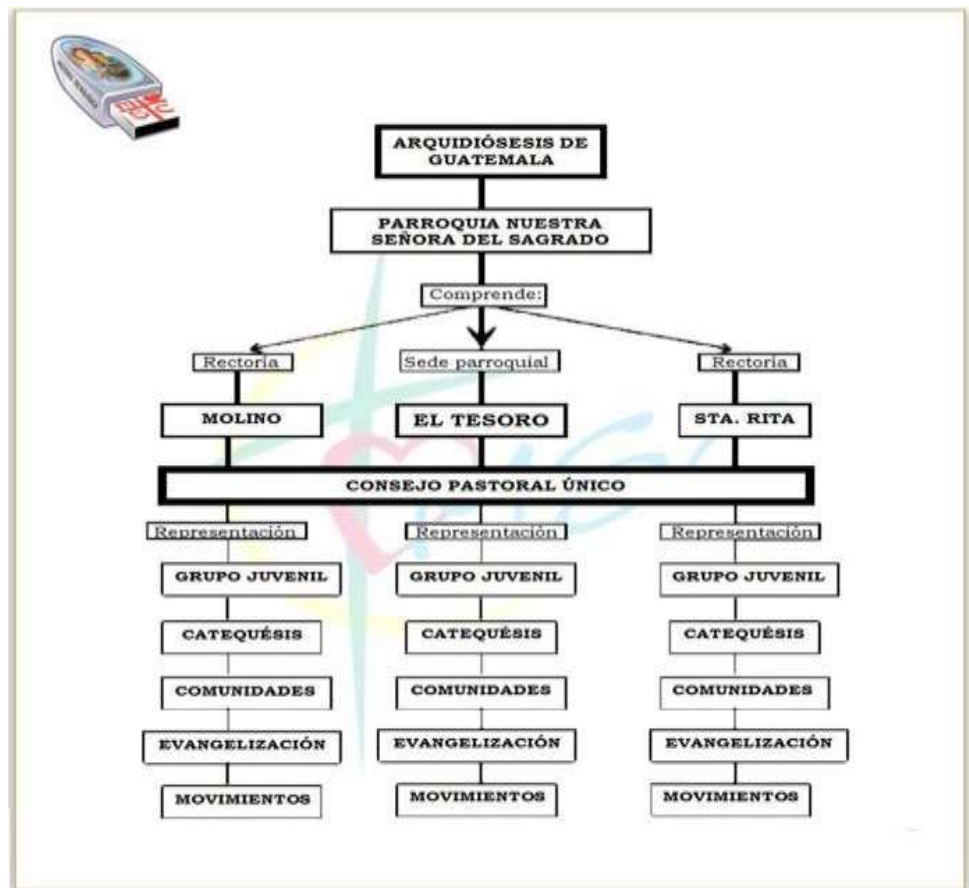 ARQUIDIÓSESIS DE
GUATEMALA
PARROQUIA NUESTRA
SEÑORA DEL SAGRADO
Comprende:
Rectoría
Sede parroquial
Rectoría
MOLINO
EL TESORO
STA. RITA
CONSEJO PASTORAL ÚNICO
Representación
Representación
Representación
GRUPO JUVENIL
GRUPO JUVENIL
GRUPO JUVENIL
CATEQUÉSIS
CATEQUÉSIS
CATEQUÉSIS
COMUNIDADES
COMUNIDADES
COMUNIDADES
EVANGELIZACIÓN
EVANGELIZACIÓN
EVANGELIZACIÓN
MOVIMIENTOS
MOVIMIENTOS
MOVIMIENTOS